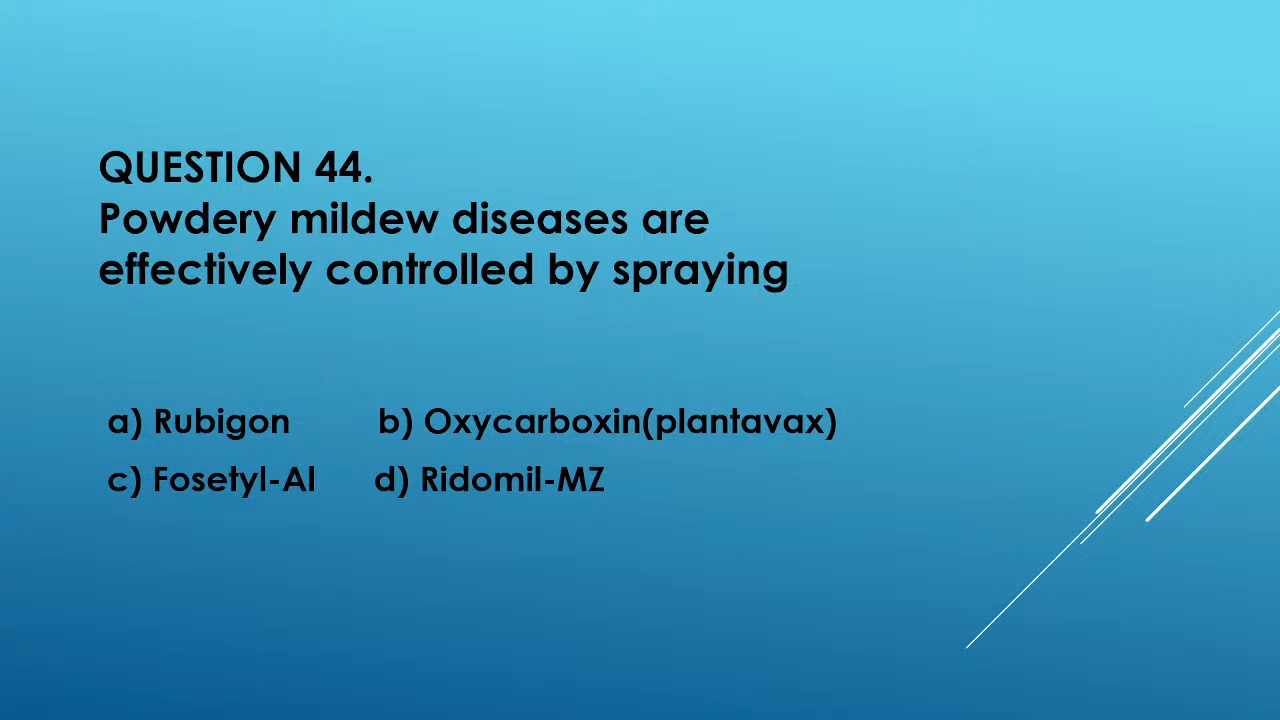 QUESTION 44.
Powdery mildew diseases are
effectively controlled by spraying
a) Rubigon b) Oxycarboxin(plantavax)
c) Fosetyl-Al d) Ridomil-MZ